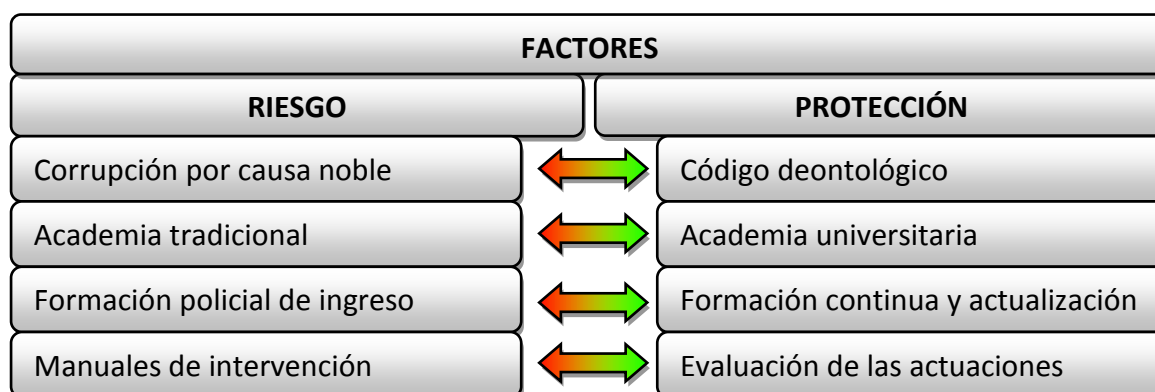 FACTORES
RIESGO PROTECCIÓN
Corrupción por causa noble Código deontológico
Academia tradicional Academia universitaria
Formación policial de ingreso Formación continua y actualización
Manuales de intervención Evaluación de las actuaciones